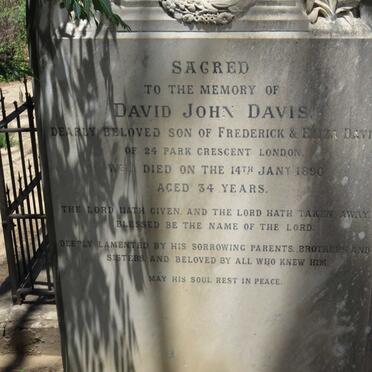 SACRED
TO THE MEMORY OF
DAVID JOHN DAVIS.
DEARLY BELOVED SON OF FREDERICK & ELIZA DAVI
OF 24 PARK CRESCENT LONDON.
WHO DIED ON THE 14TH JANY 1896
AGED 34 YEARS.
THE LORD HATH GIVEN, AND THE LORD HATH TAKEN AWAY
BLESSED BE THE NAME OF THE LORD.
DEEPLY LAMENTED BY HIS SORROWING PARENTS, BROTHERS AND
SISTERS, AND BELOVED BY ALL WHO KNEW HIM.
MAY HIS SOUL REST IN PEACE.